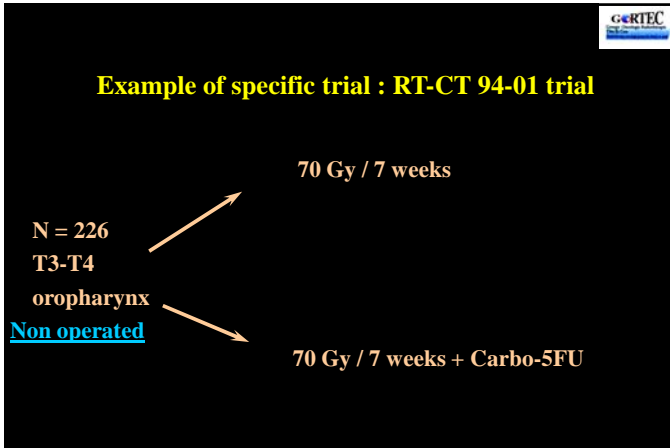 GORTEC
Example of specific trial : RT-CT 94-01 trial
70 Gy / 7 weeks
N = 226
T3-T4
oropharynx
Non operated
70 Gy / 7 weeks + Carbo-5FU